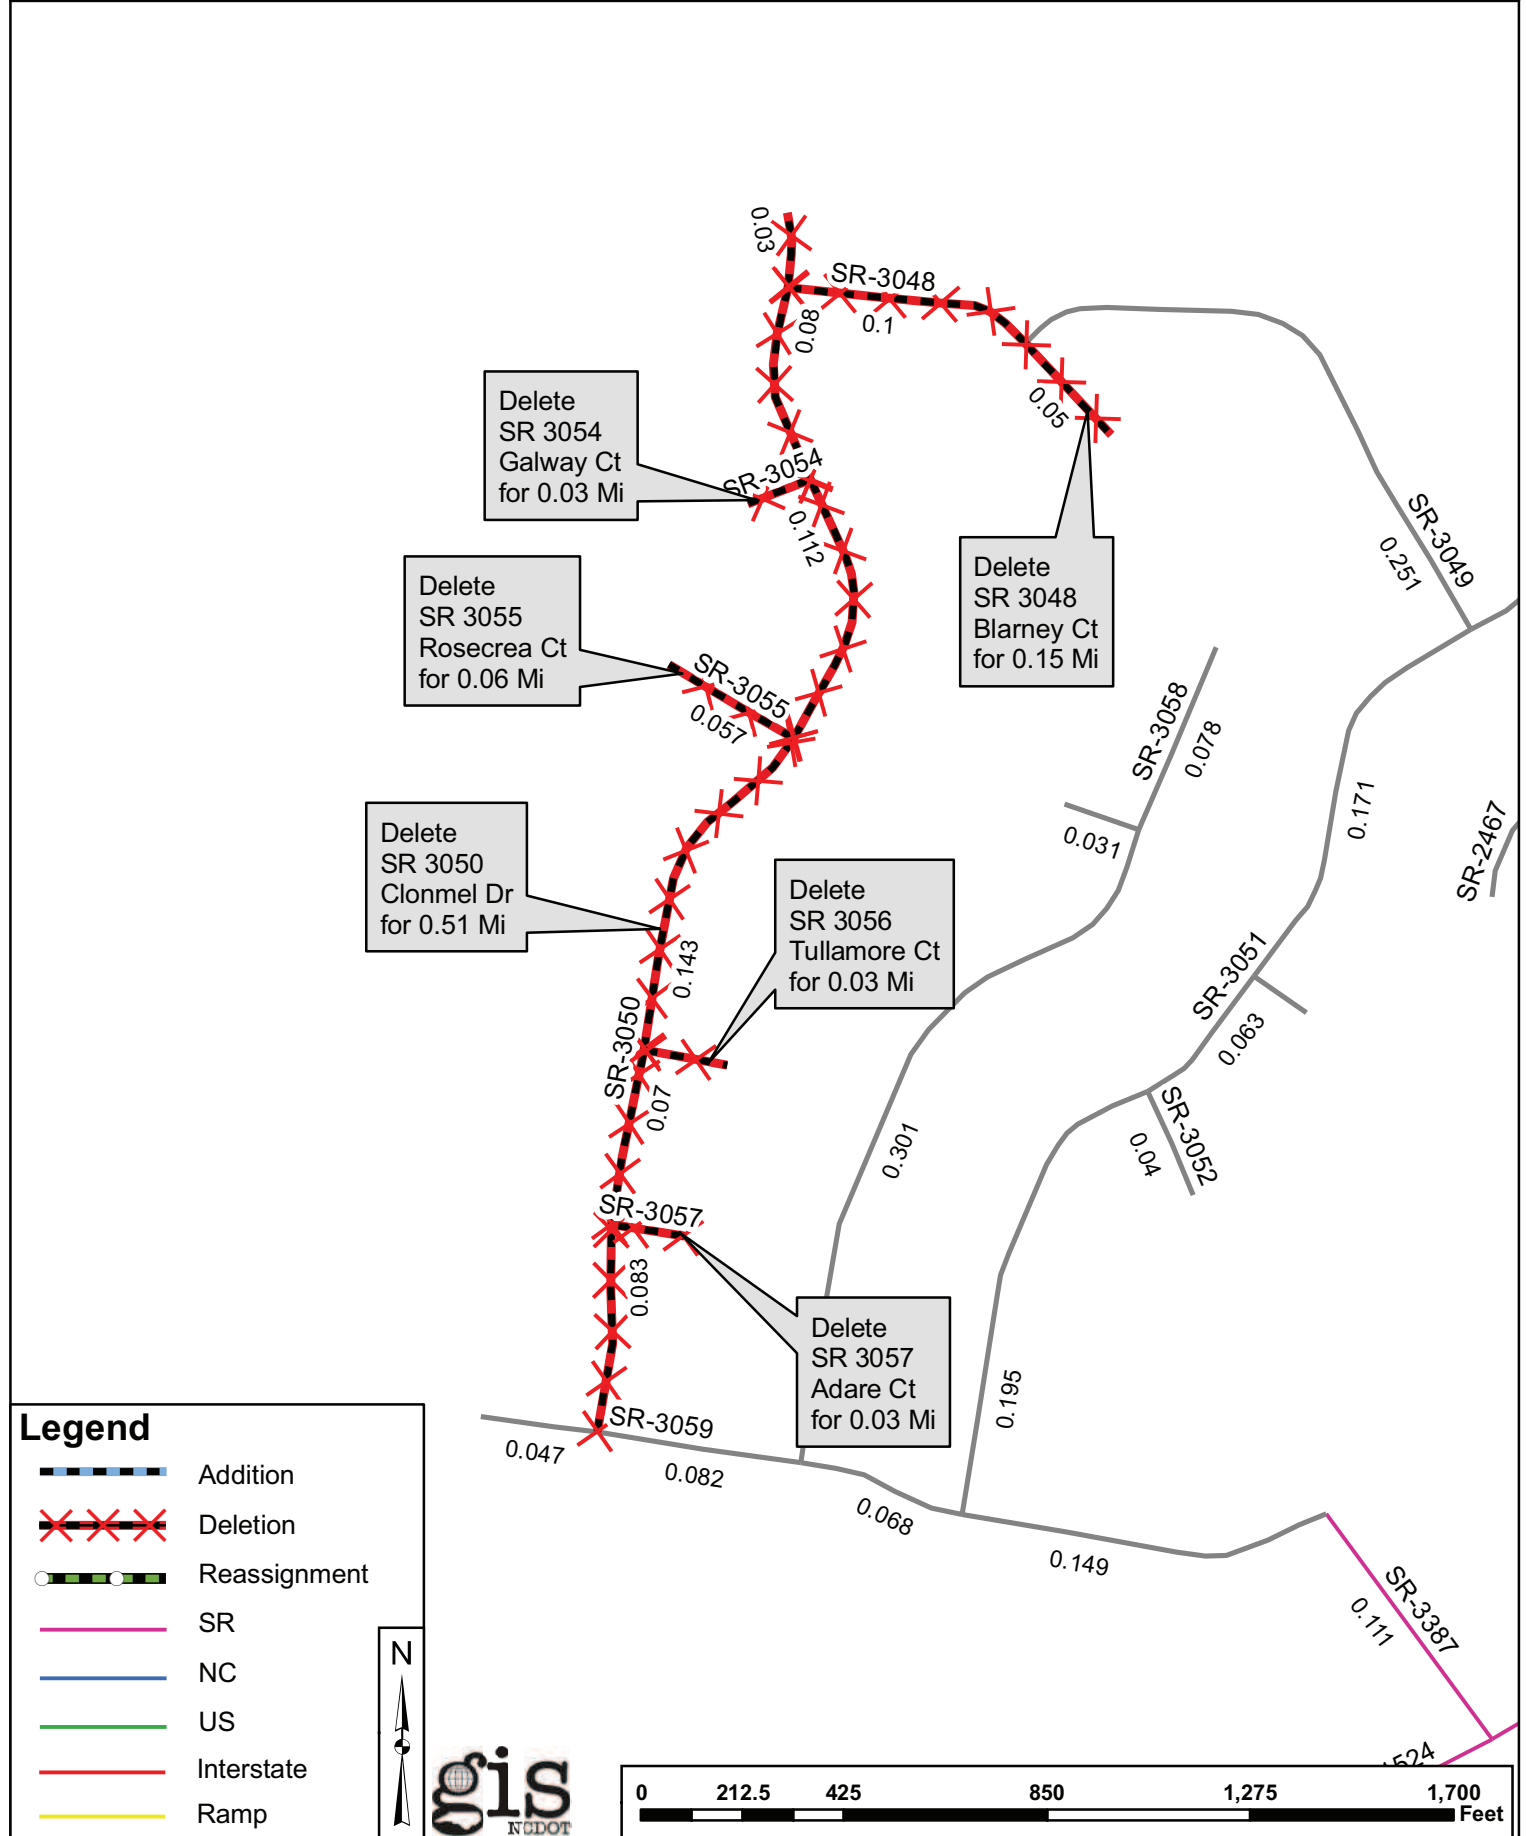 0.03
SR-3048
0.08
0.1
0.05
Delete
SR 3054
Galway Ct
for 0.03 Mi
SR-3054
0.112
SR-3049
0.251
Delete
SR 3048
Blarney Ct
for 0.15 Mi
Delete
SR 3055
Rosecrea Ct
for 0.06 Mi
SR-3055
0.057
SR-3058
0.078
0.031
0.171
SR-2467
Delete
SR 3050
Clonmel Dr
for 0.51 Mi
Delete
SR 3056
Tullamore Ct
for 0.03 Mi
0.143
SR-3050
0.07
SR-3051
0.063
SR-3052
0.04
0.301
SR-3057
0.083
Delete
SR 3057
Adare Ct
for 0.03 Mi
0.195
SR-3059
0.047
0.082
0.068
0.149
SR-3387
0.111
524
Legend
Addition
Deletion
Reassignment
SR
NC
US
Interstate
Ramp
N
gis
NCDOT
0 212.5 425 850 1,275 1,700
Feet